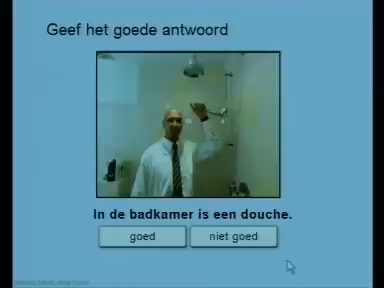 Geef het goede antwoord
In de badkamer is een douche.
goed
niet goed